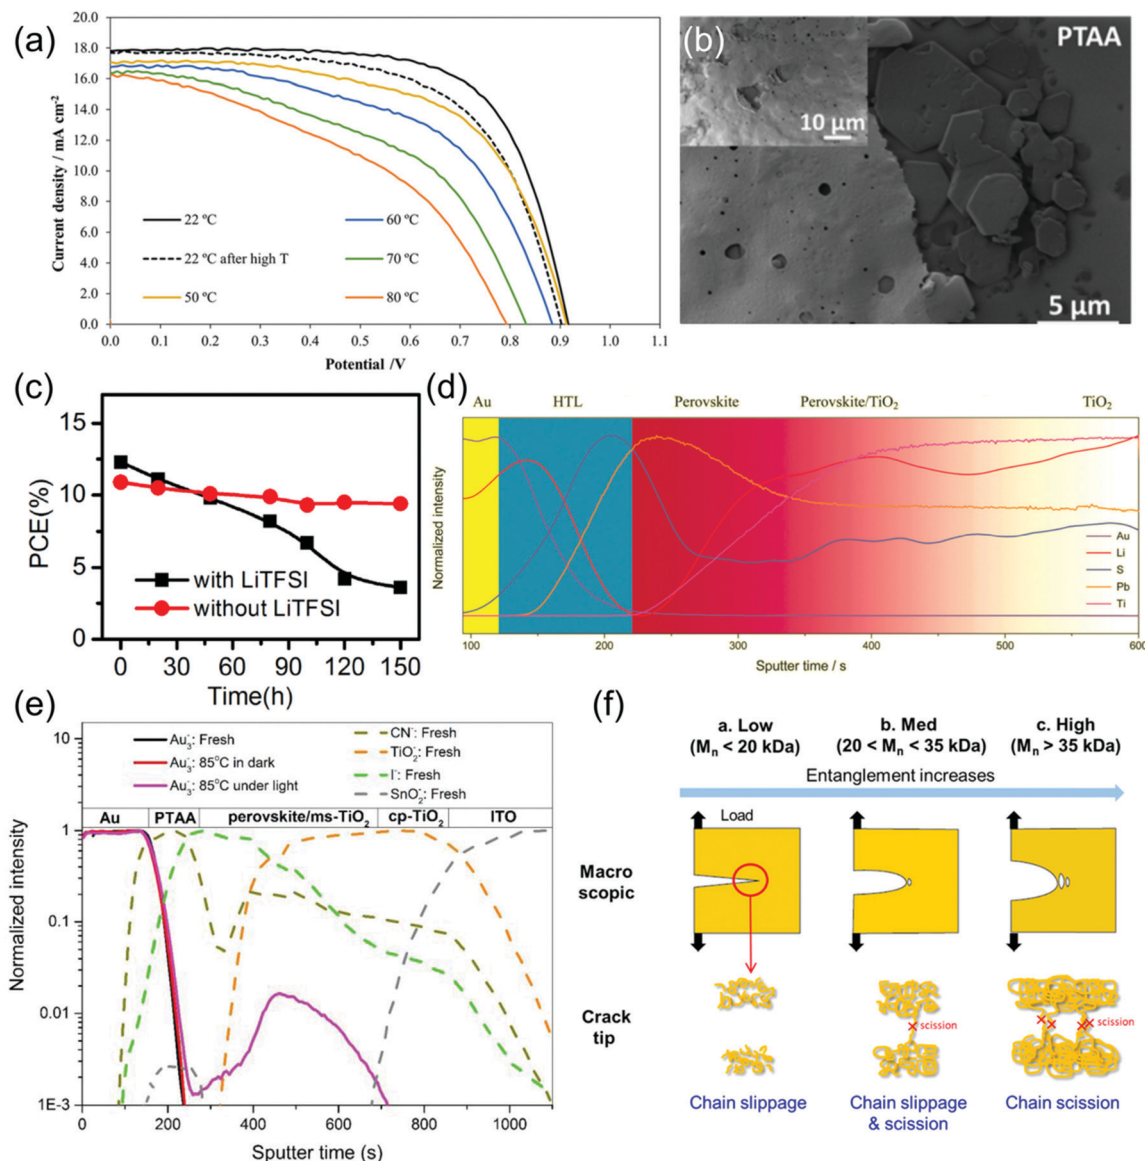 (a)
20.0
18.0
16.0
14.0
12.0
10.0
8.0
6.0
4.0
2.0
0.0
Current density / mA cm⁻²
22 ºC
22 ºC after high T
50 ºC
60 ºC
70 ºC
80 ºC
0.0 0.1 0.2 0.3 0.4 0.5 0.6 0.7 0.8 0.9 1.0 1.1
Potential /V
(b)
PTAA
10 μm
5 μm
(c)
15
10
5
0
PCE(%)
with LiTFSI
without LiTFSI
0 30 60 90 120 150
Time(h)
(d)
Au HTL Perovskite Perovskite/TiO₂ TiO₂
Normalized intensity
Au
Li
S
Pb
Ti
100 200 300 400 500 600
Sputter time / s
(e)
10
1
0.1
0.01
1E-3
Normalized intensity
Au₃⁻: Fresh
Au₃⁻: 85°C in dark
Au₃⁻: 85°C under light
CN⁻: Fresh
TiO₂⁻: Fresh
I⁻: Fresh
SnO₂⁻: Fresh
Au PTAA perovskite/ms-TiO₂ cp-TiO₂ ITO
0 200 400 600 800 1000
Sputter time (s)
(f)
a. Low b. Med c. High
(Mₙ < 20 kDa) (20 < Mₙ < 35 kDa) (Mₙ > 35 kDa)
Entanglement increases
Load
Macro
scopic
Crack
tip
scission
scission
Chain slippage
Chain slippage
& scission
Chain scission